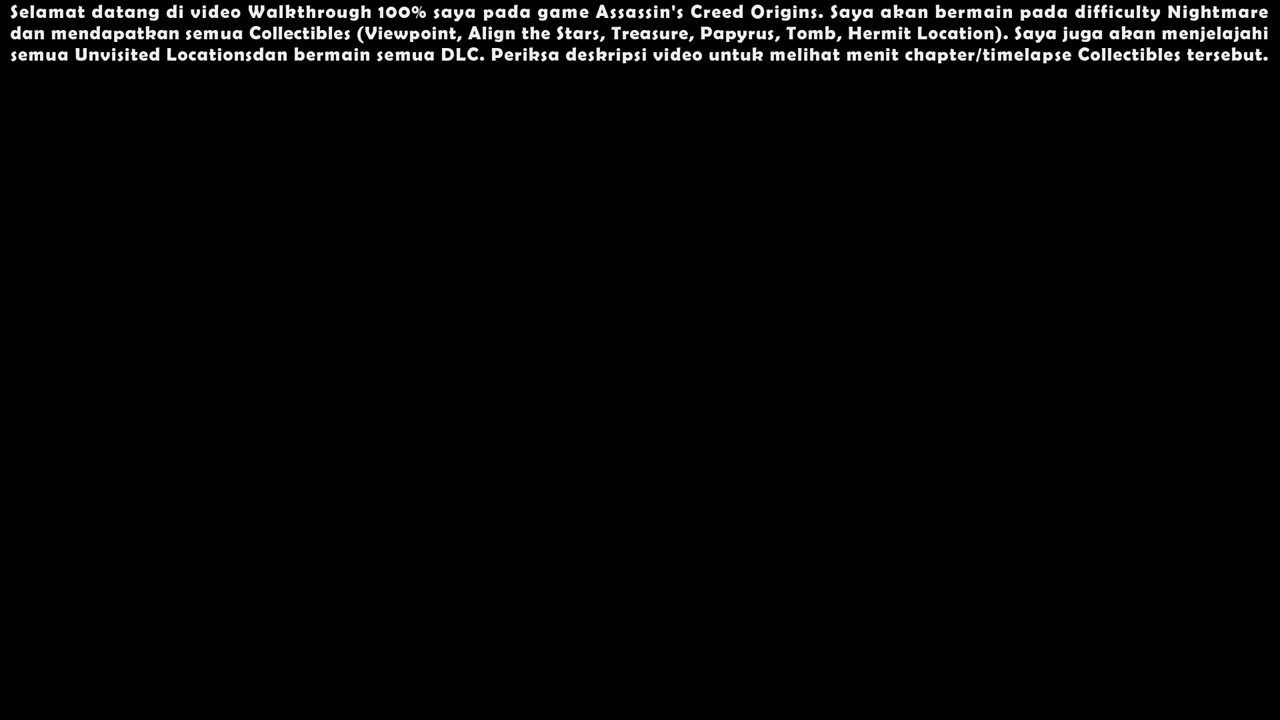 Selamat datang di video Walkthrough 100% saya pada game Assassin's Creed Origins. Saya akan bermain pada difficulty Nightmare
dan mendapatkan semua Collectibles (Viewpoint, Align the Stars, Treasure, Papyrus, Tomb, Hermit Location). Saya juga akan menjelajahi
semua Unvisited Locationsdan bermain semua DLC. Periksa deskripsi video untuk melihat menit chapter/timelapse Collectibles tersebut.